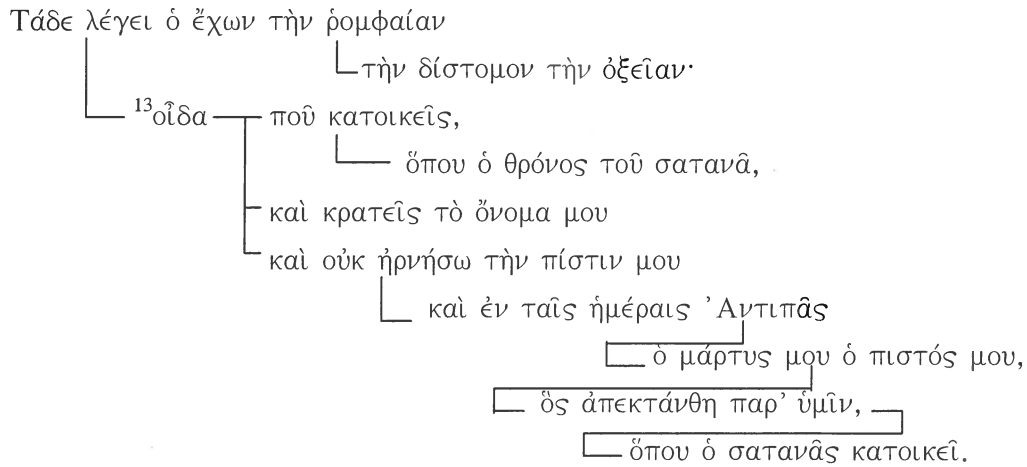 Τάδε λέγει ὁ ἔχων τὴν ῥομφαίαν
τὴν δίστομον τὴν ὀξεῖαν·
¹³οἶδα ποῦ κατοικεῖς,
ὅπου ὁ θρόνος τοῦ σατανᾶ,
καὶ κρατεῖς τὸ ὄνομα μου
καὶ οὐκ ἠρνήσω τὴν πίστιν μου
καὶ ἐν ταῖς ἡμέραις Ἀντιπᾶς
ὁ μάρτυς μου ὁ πιστός μου,
ὃς ἀπεκτάνθη παρ' ὑμῖν,
ὅπου ὁ σατανᾶς κατοικεῖ.